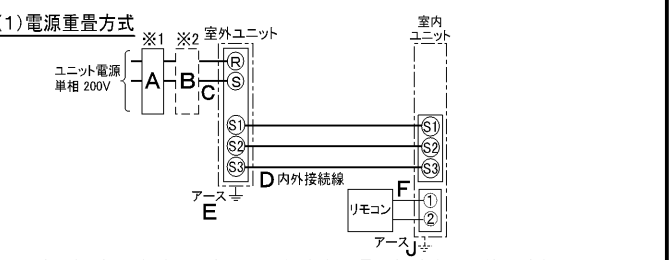 (1)電源重畳方式
※1 ※2 室外ユニット
室内
ユニット
ユニット電源
単相 200V
A B C
R
S
S1 S1
S2 S2
S3 S3
D 内外接続線
アース
E
F
リモコン
1
2
アース J